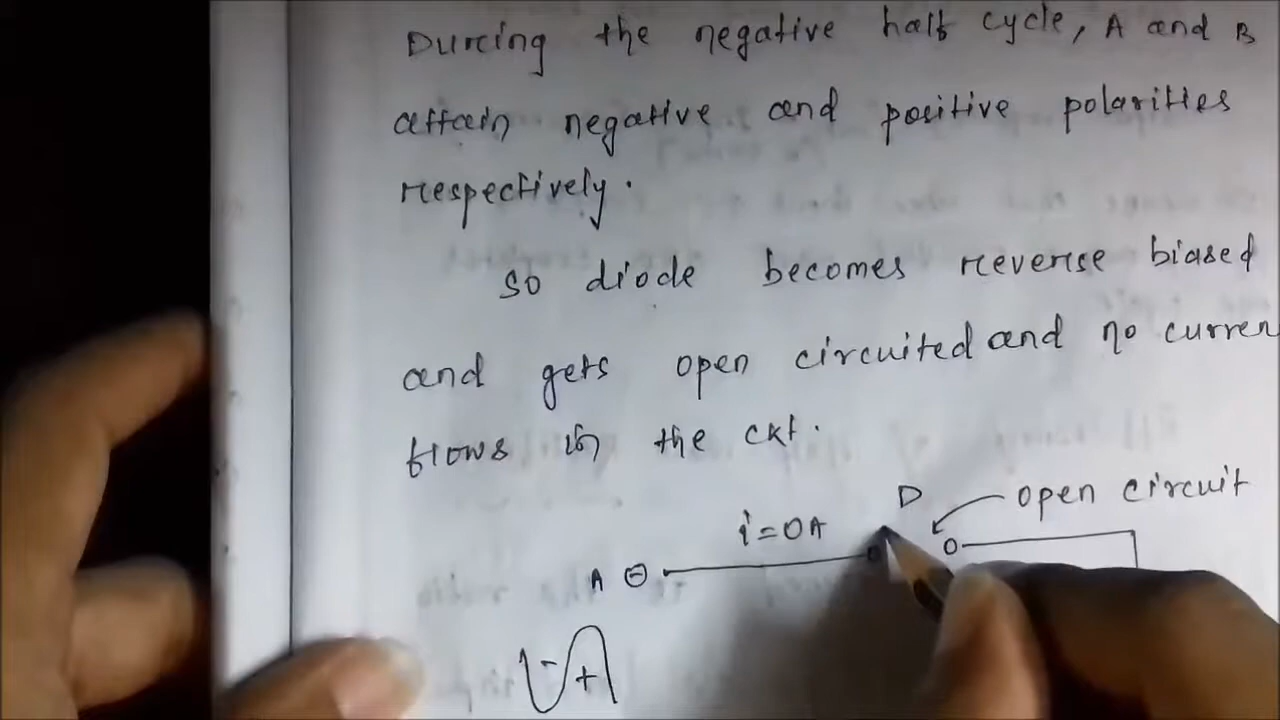 During the negative half cycle, A and B
attain negative and positive polarities
respectively.
So diode becomes reverse biased
and gets open circuited and no curren
flows in the ckt.
D
open circuit
i=0A
A ⊖
- +